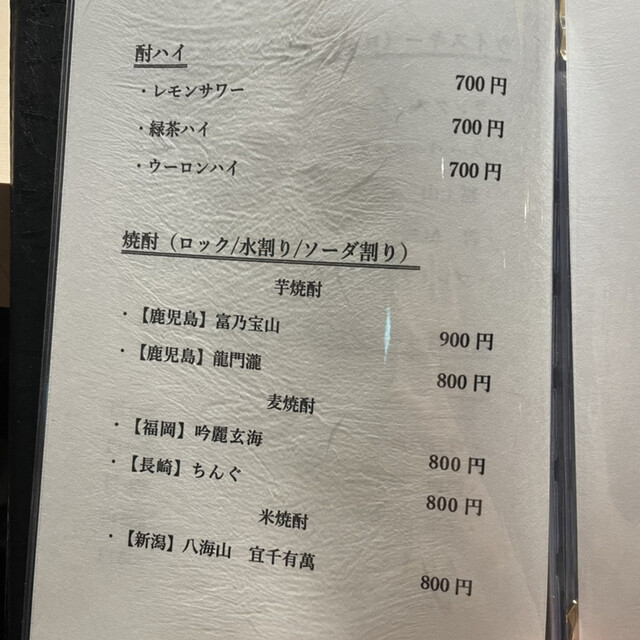 酎ハイ
・レモンサワー 700円
・緑茶ハイ 700円
・ウーロンハイ 700円
焼酎（ロック/水割り/ソーダ割り）
芋焼酎
・【鹿児島】富乃宝山 900円
・【鹿児島】龍門瀧 800円
麦焼酎
・【福岡】吟麗玄海 800円
・【長崎】ちんぐ 800円
米焼酎
・【新潟】八海山　宜千有萬 800円